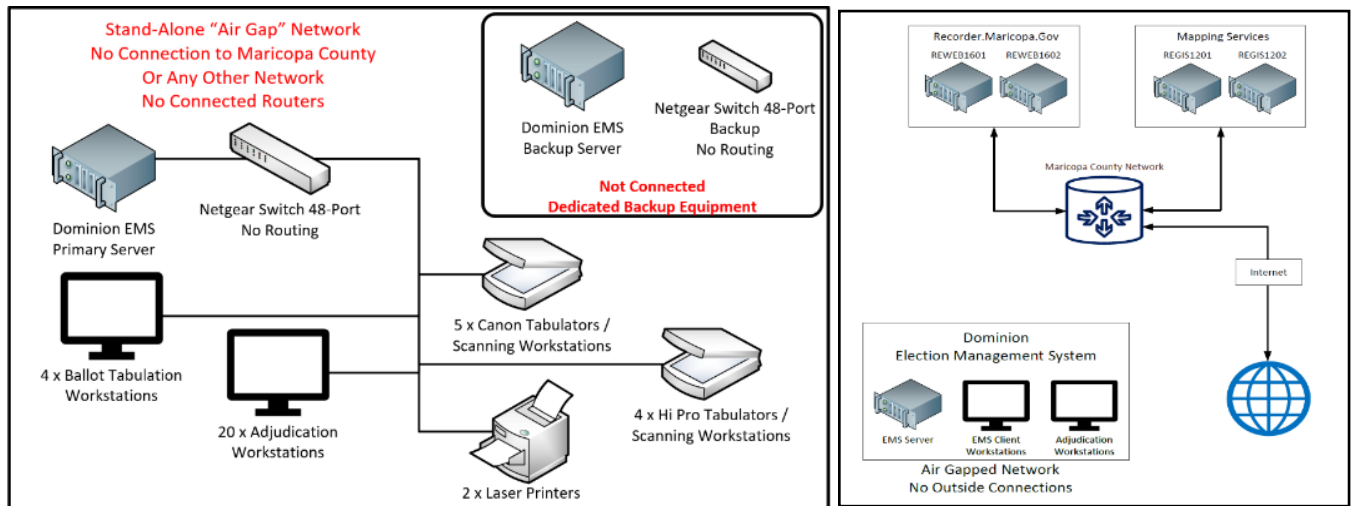 Stand-Alone “Air Gap” Network
No Connection to Maricopa County
Or Any Other Network
No Connected Routers
Dominion EMS
Primary Server
Netgear Switch 48-Port
No Routing
Dominion EMS
Backup Server
Netgear Switch 48-Port
Backup
No Routing
Not Connected
Dedicated Backup Equipment
4 x Ballot Tabulation
Workstations
20 x Adjudication
Workstations
5 x Canon Tabulators /
Scanning Workstations
4 x Hi Pro Tabulators /
Scanning Workstations
2 x Laser Printers
Recorder.Maricopa.Gov
REWEB1601
REWEB1602
Mapping Services
REGIS1201
REGIS1202
Maricopa County Network
Internet
Dominion
Election Management System
EMS Server
EMS Client
Workstations
Adjudication
Workstations
Air Gapped Network
No Outside Connections